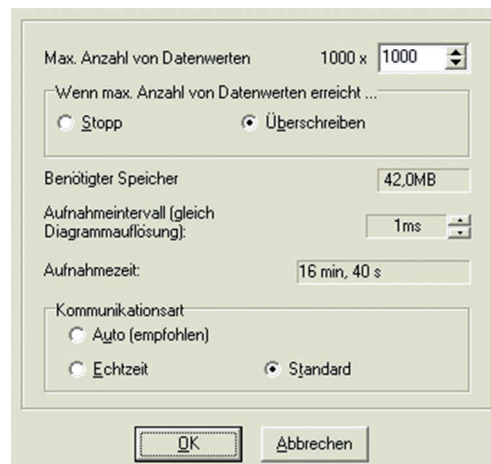 Max. Anzahl von Datenwerten 1000 x 1000
Wenn max. Anzahl von Datenwerten erreicht ...
Stopp Überschreiben
Benötigter Speicher 42,0MB
Aufnahmeintervall (gleich
Diagrammauflösung): 1ms
Aufnahmezeit: 16 min, 40 s
Kommunikationsart
Auto (empfohlen)
Echtzeit Standard
OK Abbrechen